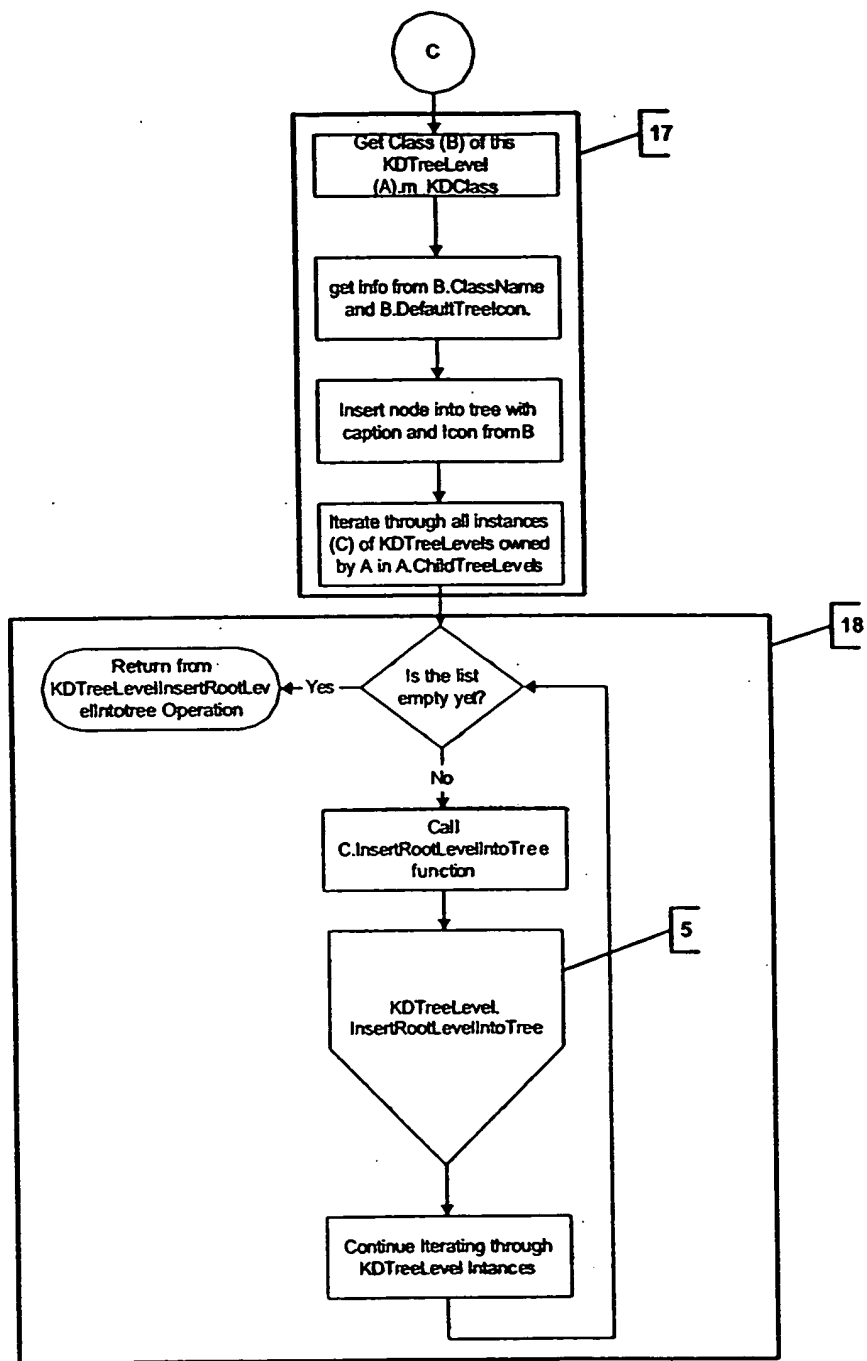 C
17
Get Class (B) of this
KDTreeLevel
(A).m_KDClass
get info from B.ClassName
and B.DefaultTreeIcon.
Insert node into tree with
caption and Icon from B
Iterate through all instances
(C) of KDTreeLevels owned
by A in A.ChildTreeLevels
18
Return from
KDTreeLevelInsertRootLev
elIntotree Operation
Yes
Is the list
empty yet?
No
Call
C.InsertRootLevelIntoTree
function
5
KDTreeLevel.
InsertRootLevelIntoTree
Continue Iterating through
KDTreeLevel Intances